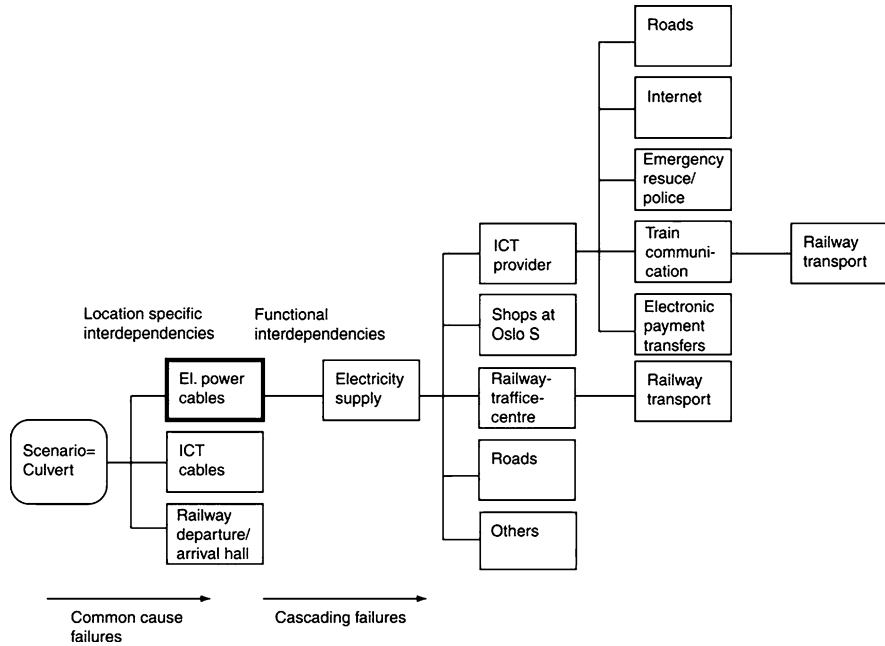 Roads
Internet
Emergency
resuce/
police
ICT
provider
Train
communi-
cation
Railway
transport
Location specific
interdependencies
Functional
interdependencies
Shops at
Oslo S
Electronic
payment
transfers
El. power
cables
Electricity
supply
Railway-
traffice-
centre
Railway
transport
Scenario=
Culvert
ICT
cables
Roads
Railway
departure/
arrival hall
Others
Common cause
failures
Cascading failures